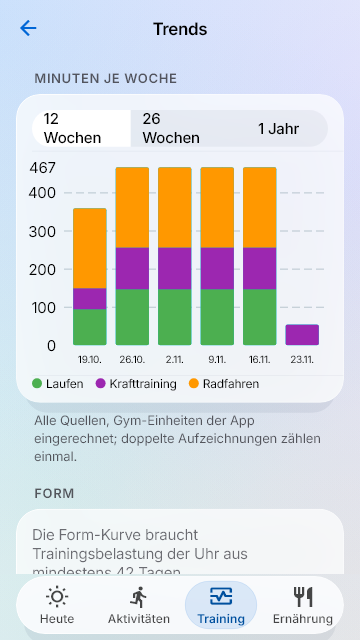 Trends
MINUTEN JE WOCHE
12 Wochen
26 Wochen
1 Jahr
467
400
300
200
100
0
19.10.
26.10.
2.11.
9.11.
16.11.
23.11.
Laufen
Krafttraining
Radfahren
Alle Quellen, Gym-Einheiten der App
eingerechnet; doppelte Aufzeichnungen zählen
einmal.
FORM
Die Form-Kurve braucht
Trainingsbelastung der Uhr aus
mindestens 42 Tagen
Heute
Aktivitäten
Training
Ernährung